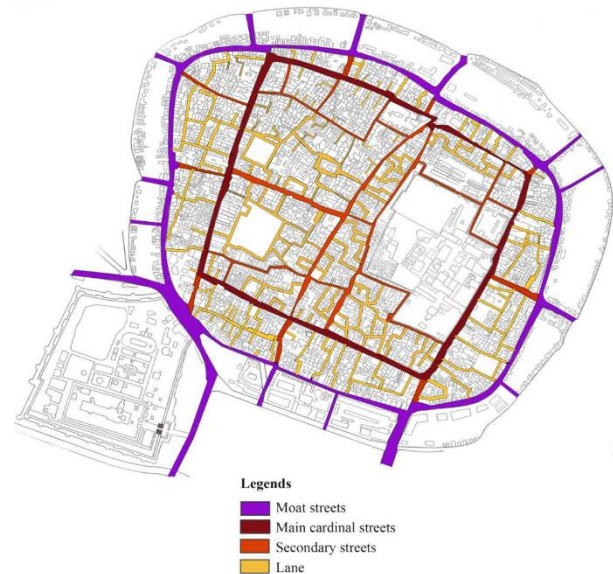 Legends
Moat streets
Main cardinal streets
Secondary streets
Lane